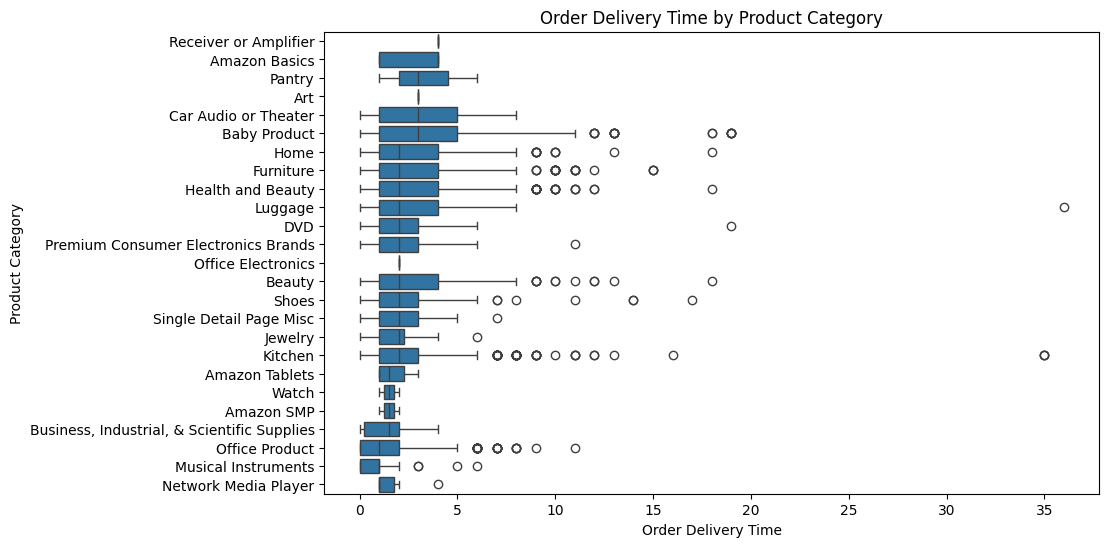 Order Delivery Time by Product Category
Receiver or Amplifier
Amazon Basics
Pantry
Art
Car Audio or Theater
Baby Product
Home
Furniture
Health and Beauty
Luggage
DVD
Premium Consumer Electronics Brands
Office Electronics
Beauty
Shoes
Single Detail Page Misc
Jewelry
Kitchen
Amazon Tablets
Watch
Amazon SMP
Business, Industrial, & Scientific Supplies
Office Product
Musical Instruments
Network Media Player
Product Category
0 5 10 15 20 25 30 35
Order Delivery Time